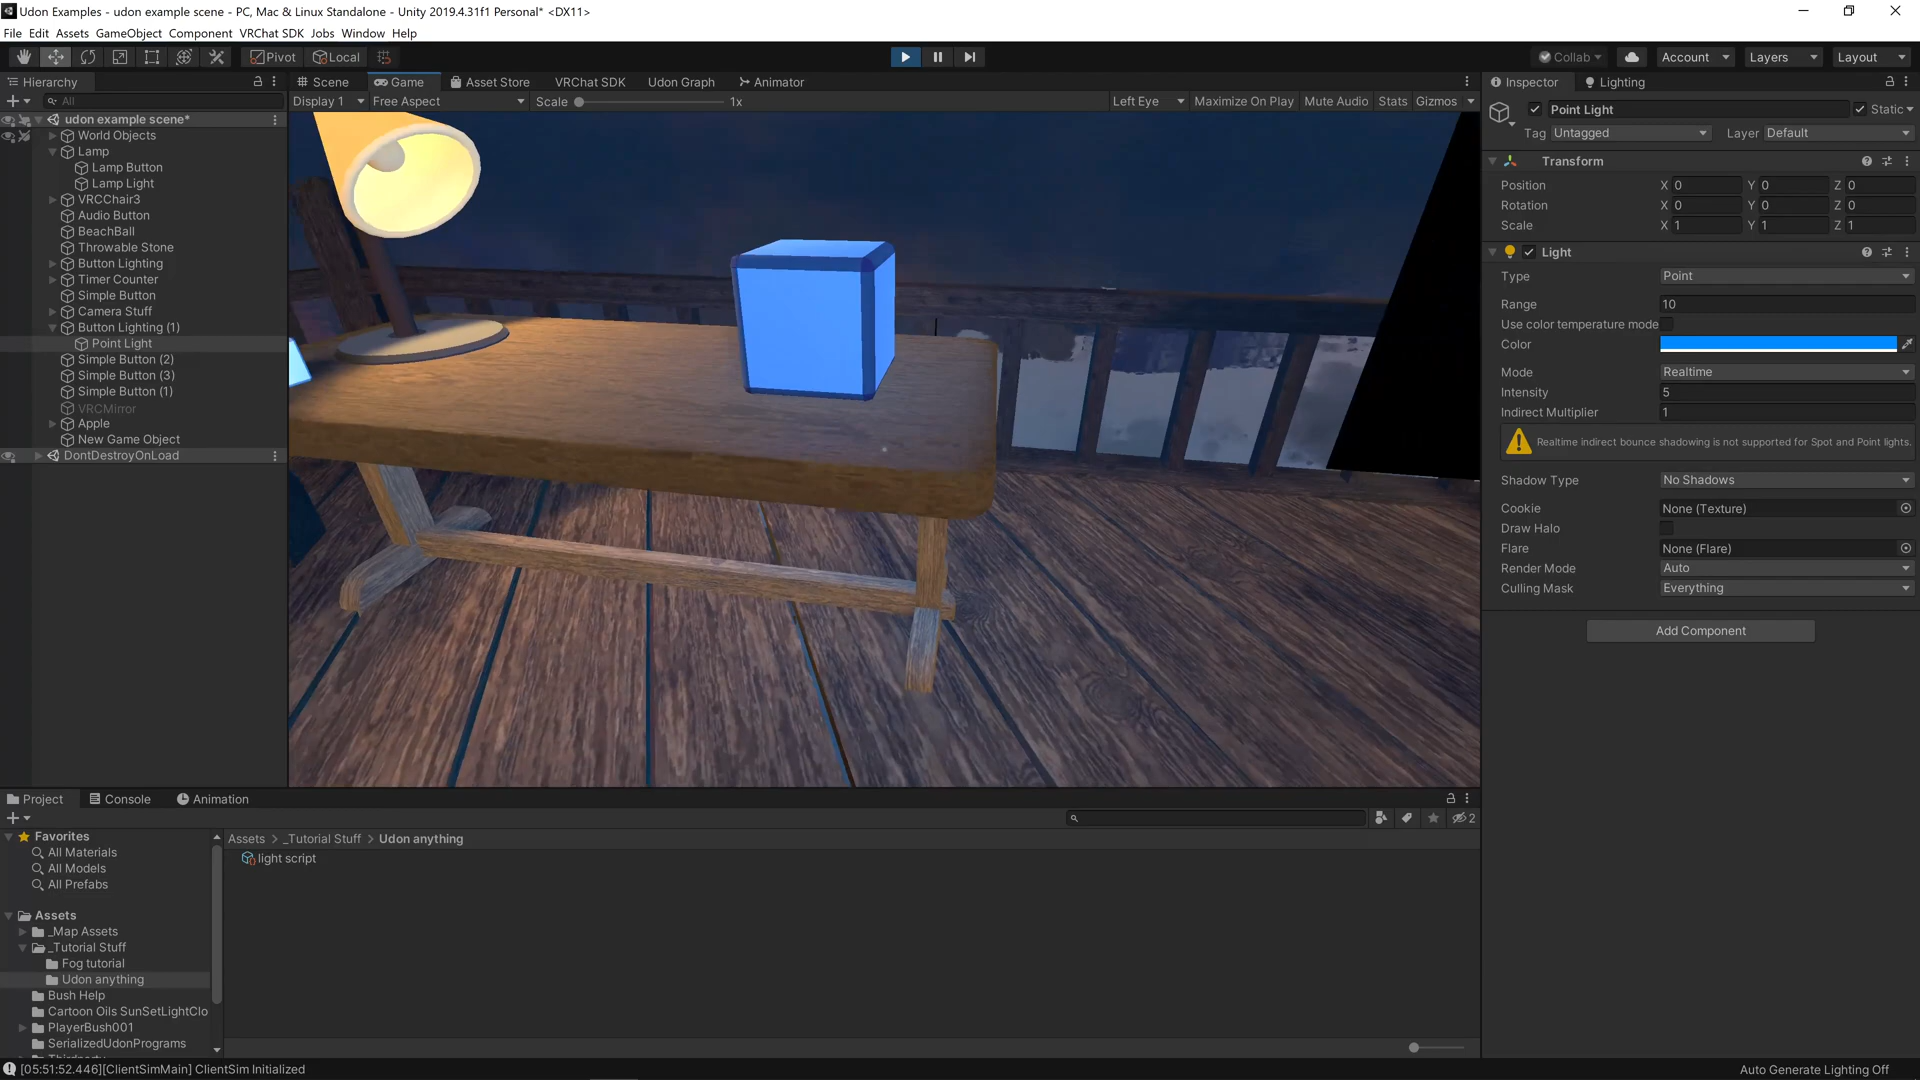 Udon Examples - udon example scene - PC, Mac & Linux Standalone - Unity 2019.4.31f1 Personal* <DX11>
File Edit Assets GameObject Component VRChat SDK Jobs Window Help
Pivot Local Collab Account Layers Layout
Hierarchy
All
udon example scene*
World Objects
Lamp
Lamp Button
Lamp Light
VRCChair3
Audio Button
BeachBall
Throwable Stone
Button Lighting
Timer Counter
Simple Button
Camera Stuff
Button Lighting (1)
Point Light
Simple Button (2)
Simple Button (3)
Simple Button (1)
VRCMirror
Apple
New Game Object
DontDestroyOnLoad
Scene Game Asset Store VRChat SDK Udon Graph Animator
Display 1 Free Aspect Scale 1x Left Eye Maximize On Play Mute Audio Stats Gizmos
Inspector Lighting
Point Light Static
Tag Untagged Layer Default
Transform
Position X 0 Y 0 Z 0
Rotation X 0 Y 0 Z 0
Scale X 1 Y 1 Z 1
Light
Type Point
Range 10
Use color temperature mode
Color
Mode Realtime
Intensity 5
Indirect Multiplier 1
Realtime indirect bounce shadowing is not supported for Spot and Point lights.
Shadow Type No Shadows
Cookie None (Texture)
Draw Halo
Flare None (Flare)
Render Mode Auto
Culling Mask Everything
Add Component
Project Console Animation
2
Favorites
All Materials
All Models
All Prefabs
Assets
_Map Assets
_Tutorial Stuff
Fog tutorial
Udon anything
Bush Help
Cartoon Oils SunSetLightClo
PlayerBush001
SerializedUdonPrograms
Assets > _Tutorial Stuff > Udon anything
light script
[05:51:52.446][ClientSimMain] ClientSim Initialized
Auto Generate Lighting Off